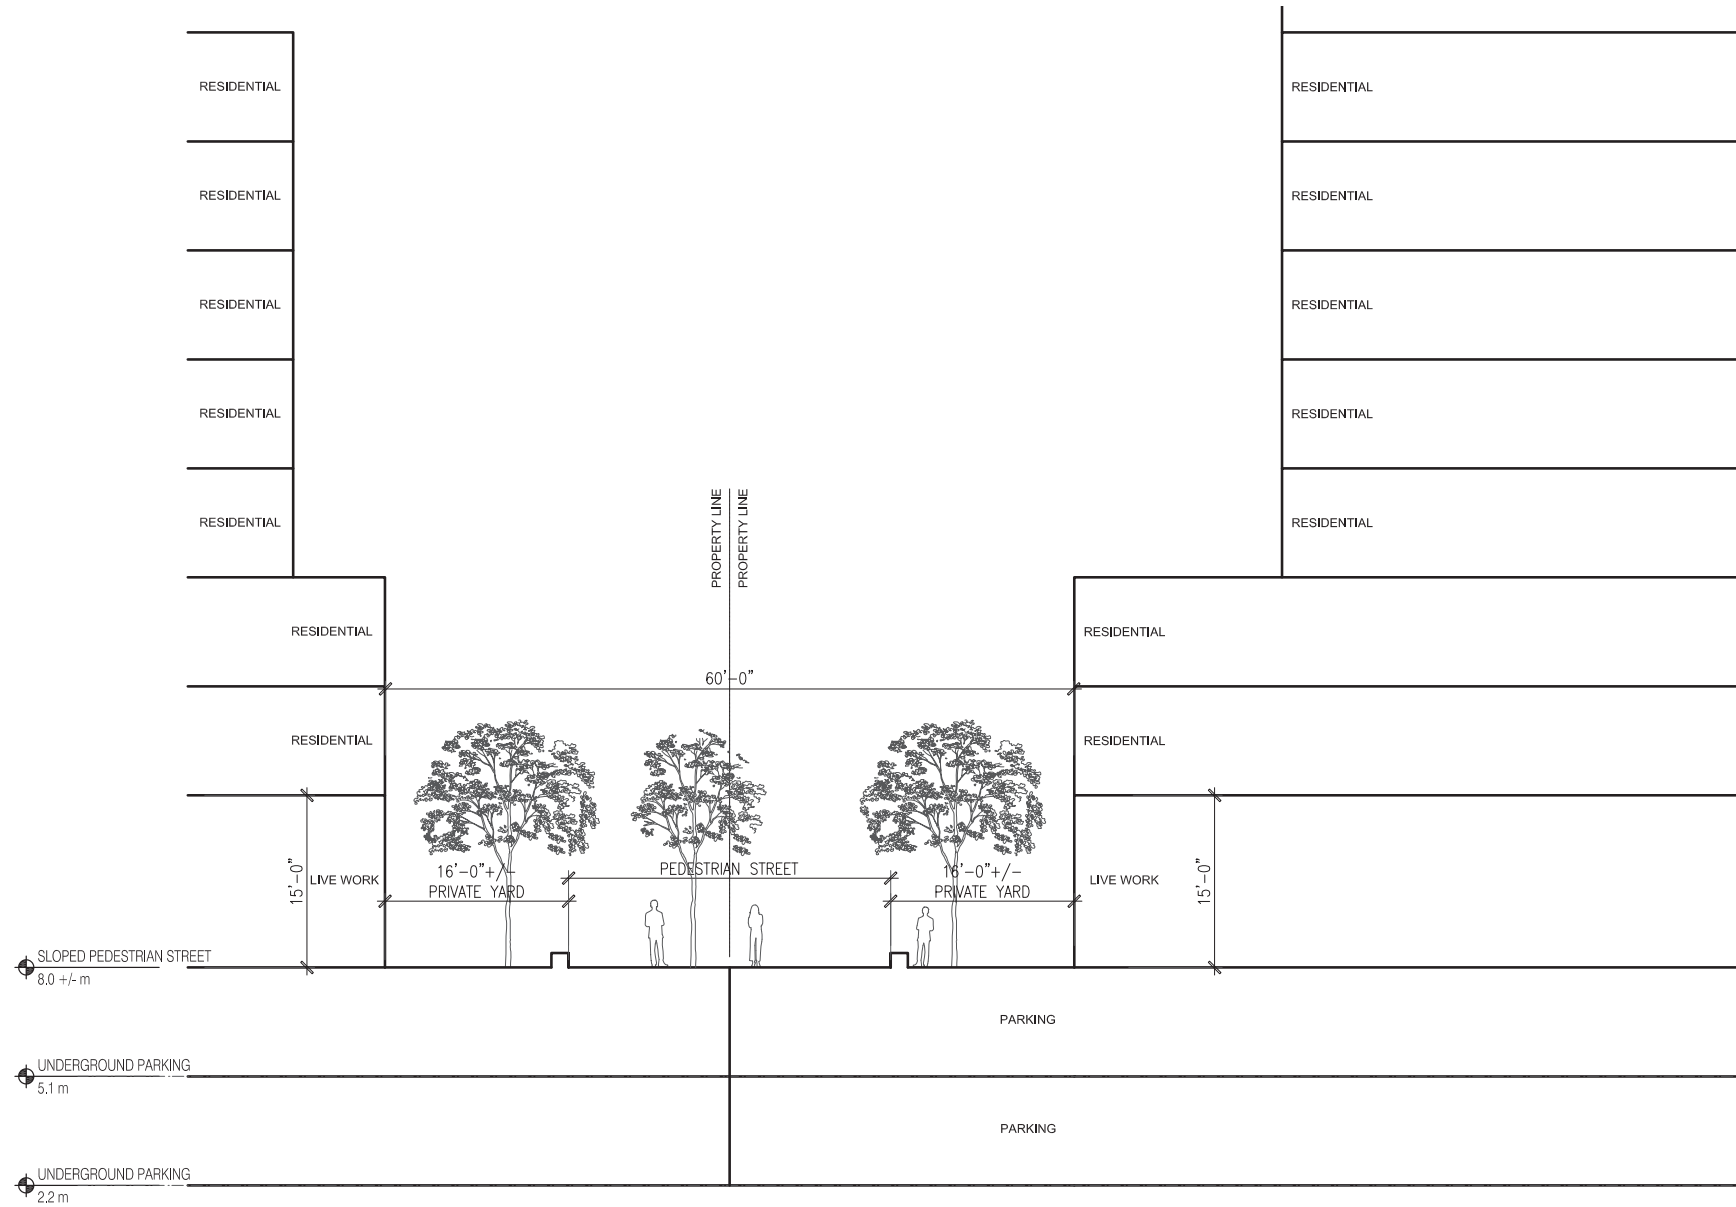 RESIDENTIAL
RESIDENTIAL
RESIDENTIAL
RESIDENTIAL
RESIDENTIAL
RESIDENTIAL
RESIDENTIAL
RESIDENTIAL
RESIDENTIAL
RESIDENTIAL
PROPERTY LINE
PROPERTY LINE
RESIDENTIAL
RESIDENTIAL
60'-0"
RESIDENTIAL
RESIDENTIAL
15'-0"
LIVE WORK
16'-0"+/-
PRIVATE YARD
PEDESTRIAN STREET
16'-0"+/-
PRIVATE YARD
LIVE WORK
15'-0"
SLOPED PEDESTRIAN STREET
8.0 +/- m
PARKING
UNDERGROUND PARKING
5.1 m
PARKING
UNDERGROUND PARKING
2.2 m